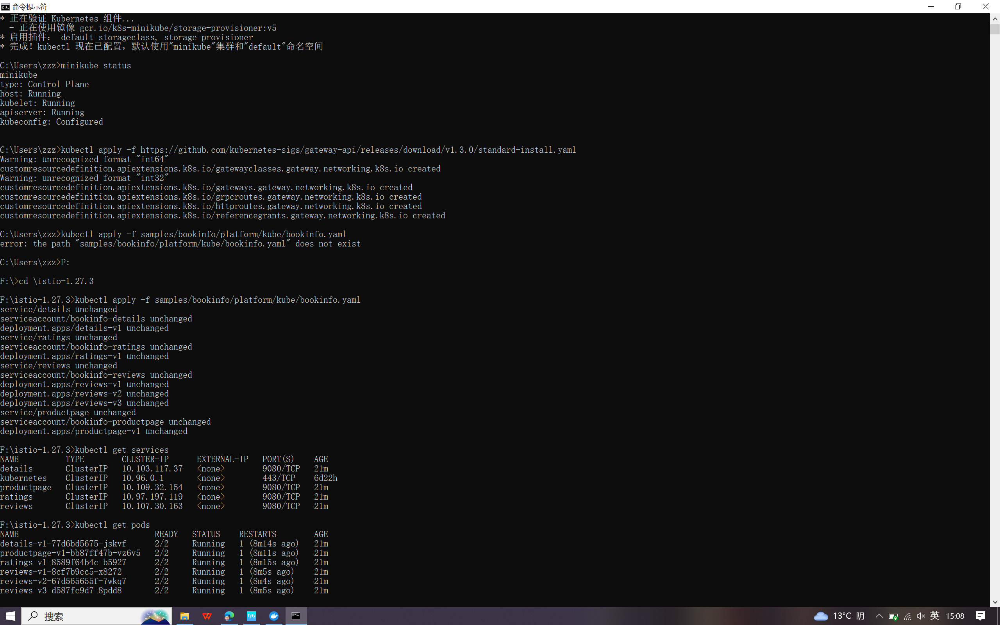 命令提示符
* 正在验证 Kubernetes 组件...
  - 正在使用镜像 gcr.io/k8s-minikube/storage-provisioner:v5
* 启用插件： default-storageclass, storage-provisioner
* 完成！kubectl 现在已配置，默认使用"minikube"集群和"default"命名空间
C:\Users\zzz>minikube status
minikube
type: Control Plane
host: Running
kubelet: Running
apiserver: Running
kubeconfig: Configured
C:\Users\zzz>kubectl apply -f https://github.com/kubernetes-sigs/gateway-api/releases/download/v1.3.0/standard-install.yaml
Warning: unrecognized format "int64"
customresourcedefinition.apiextensions.k8s.io/gatewayclasses.gateway.networking.k8s.io created
Warning: unrecognized format "int32"
customresourcedefinition.apiextensions.k8s.io/gateways.gateway.networking.k8s.io created
customresourcedefinition.apiextensions.k8s.io/grpcroutes.gateway.networking.k8s.io created
customresourcedefinition.apiextensions.k8s.io/httproutes.gateway.networking.k8s.io created
customresourcedefinition.apiextensions.k8s.io/referencegrants.gateway.networking.k8s.io created
C:\Users\zzz>kubectl apply -f samples/bookinfo/platform/kube/bookinfo.yaml
error: the path "samples/bookinfo/platform/kube/bookinfo.yaml" does not exist
C:\Users\zzz>F:
F:\>cd \istio-1.27.3
F:\istio-1.27.3>kubectl apply -f samples/bookinfo/platform/kube/bookinfo.yaml
service/details unchanged
serviceaccount/bookinfo-details unchanged
deployment.apps/details-v1 unchanged
service/ratings unchanged
serviceaccount/bookinfo-ratings unchanged
deployment.apps/ratings-v1 unchanged
service/reviews unchanged
serviceaccount/bookinfo-reviews unchanged
deployment.apps/reviews-v1 unchanged
deployment.apps/reviews-v2 unchanged
deployment.apps/reviews-v3 unchanged
service/productpage unchanged
serviceaccount/bookinfo-productpage unchanged
deployment.apps/productpage-v1 unchanged
F:\istio-1.27.3>kubectl get services
NAME          TYPE        CLUSTER-IP      EXTERNAL-IP   PORT(S)    AGE
details       ClusterIP   10.103.117.37   <none>        9080/TCP   21m
kubernetes    ClusterIP   10.96.0.1       <none>        443/TCP    6d22h
productpage   ClusterIP   10.109.32.154   <none>        9080/TCP   21m
ratings       ClusterIP   10.97.197.119   <none>        9080/TCP   21m
reviews       ClusterIP   10.107.30.163   <none>        9080/TCP   21m
F:\istio-1.27.3>kubectl get pods
NAME                             READY   STATUS    RESTARTS        AGE
details-v1-77d6bd5675-jskvf      2/2     Running   1 (8m14s ago)   21m
productpage-v1-bb87ff47b-vz6v5   2/2     Running   1 (8m11s ago)   21m
ratings-v1-8589f64b4c-b5927      2/2     Running   1 (8m15s ago)   21m
reviews-v1-8cf7b9cc5-x8272       2/2     Running   1 (8m5s ago)    21m
reviews-v2-67d565655f-7wkq7      2/2     Running   1 (8m4s ago)    21m
reviews-v3-d587fc9d7-8pdd8       2/2     Running   1 (8m5s ago)    21m
搜索 Tyty 13°C 阴 英 15:08